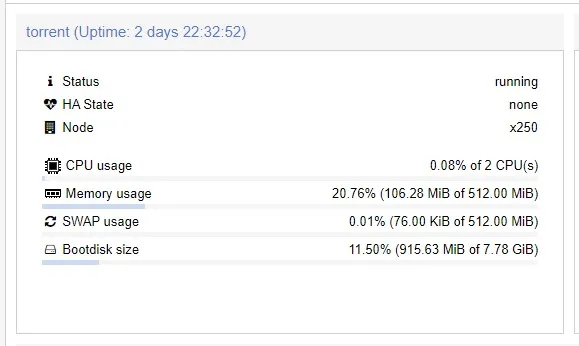 torrent (Uptime: 2 days 22:32:52)
Status running
HA State none
Node x250
CPU usage 0.08% of 2 CPU(s)
Memory usage 20.76% (106.28 MiB of 512.00 MiB)
SWAP usage 0.01% (76.00 KiB of 512.00 MiB)
Bootdisk size 11.50% (915.63 MiB of 7.78 GiB)